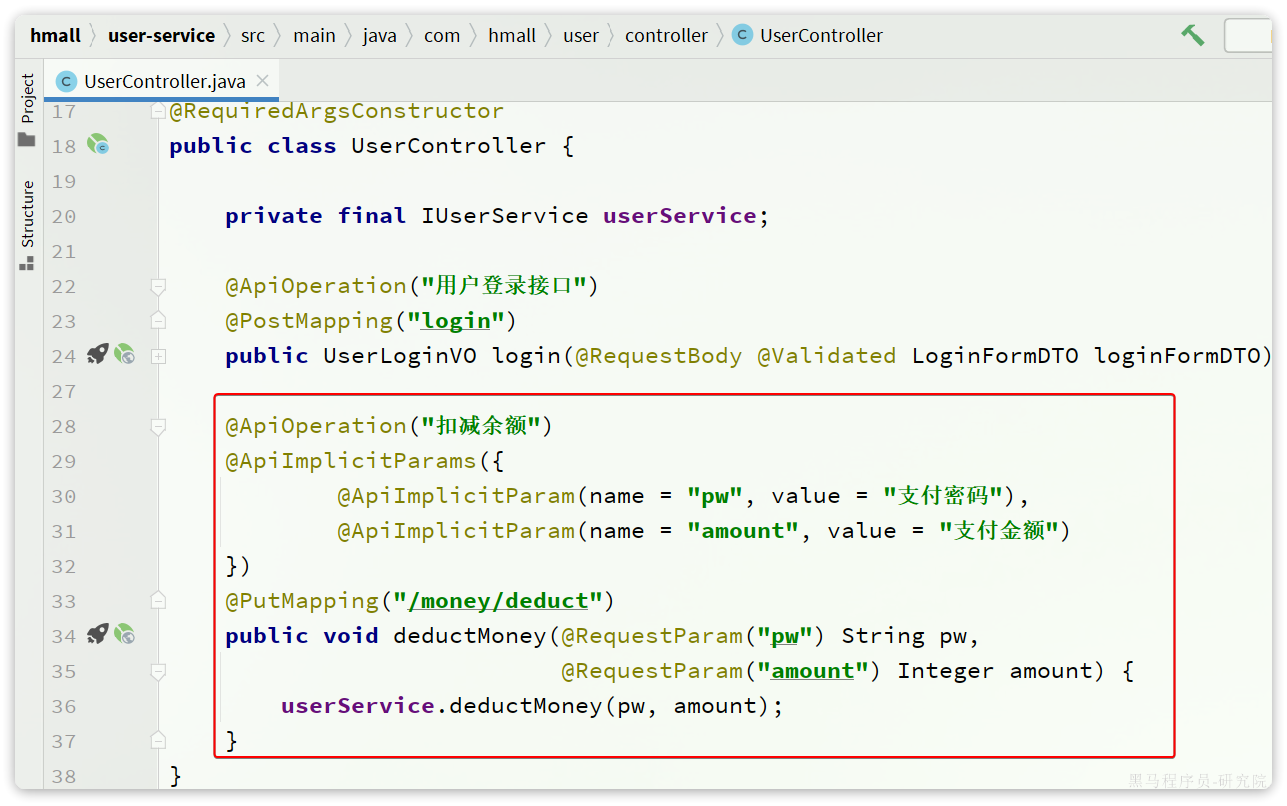 hmall user-service src main java com hmall user controller UserController
UserController.java
Project
Structure
17 @RequiredArgsConstructor
18 public class UserController {
19
20 private final IUserService userService;
21
22 @ApiOperation("用户登录接口")
23 @PostMapping("login")
24 public UserLoginVO login(@RequestBody @Validated LoginFormDTO loginFormDTO)
27
28 @ApiOperation("扣减余额")
29 @ApiImplicitParams({
30 @ApiImplicitParam(name = "pw", value = "支付密码"),
31 @ApiImplicitParam(name = "amount", value = "支付金额")
32 })
33 @PutMapping("/money/deduct")
34 public void deductMoney(@RequestParam("pw") String pw,
35 @RequestParam("amount") Integer amount) {
36 userService.deductMoney(pw, amount);
37 }
38 }
黑马程序员-研究院